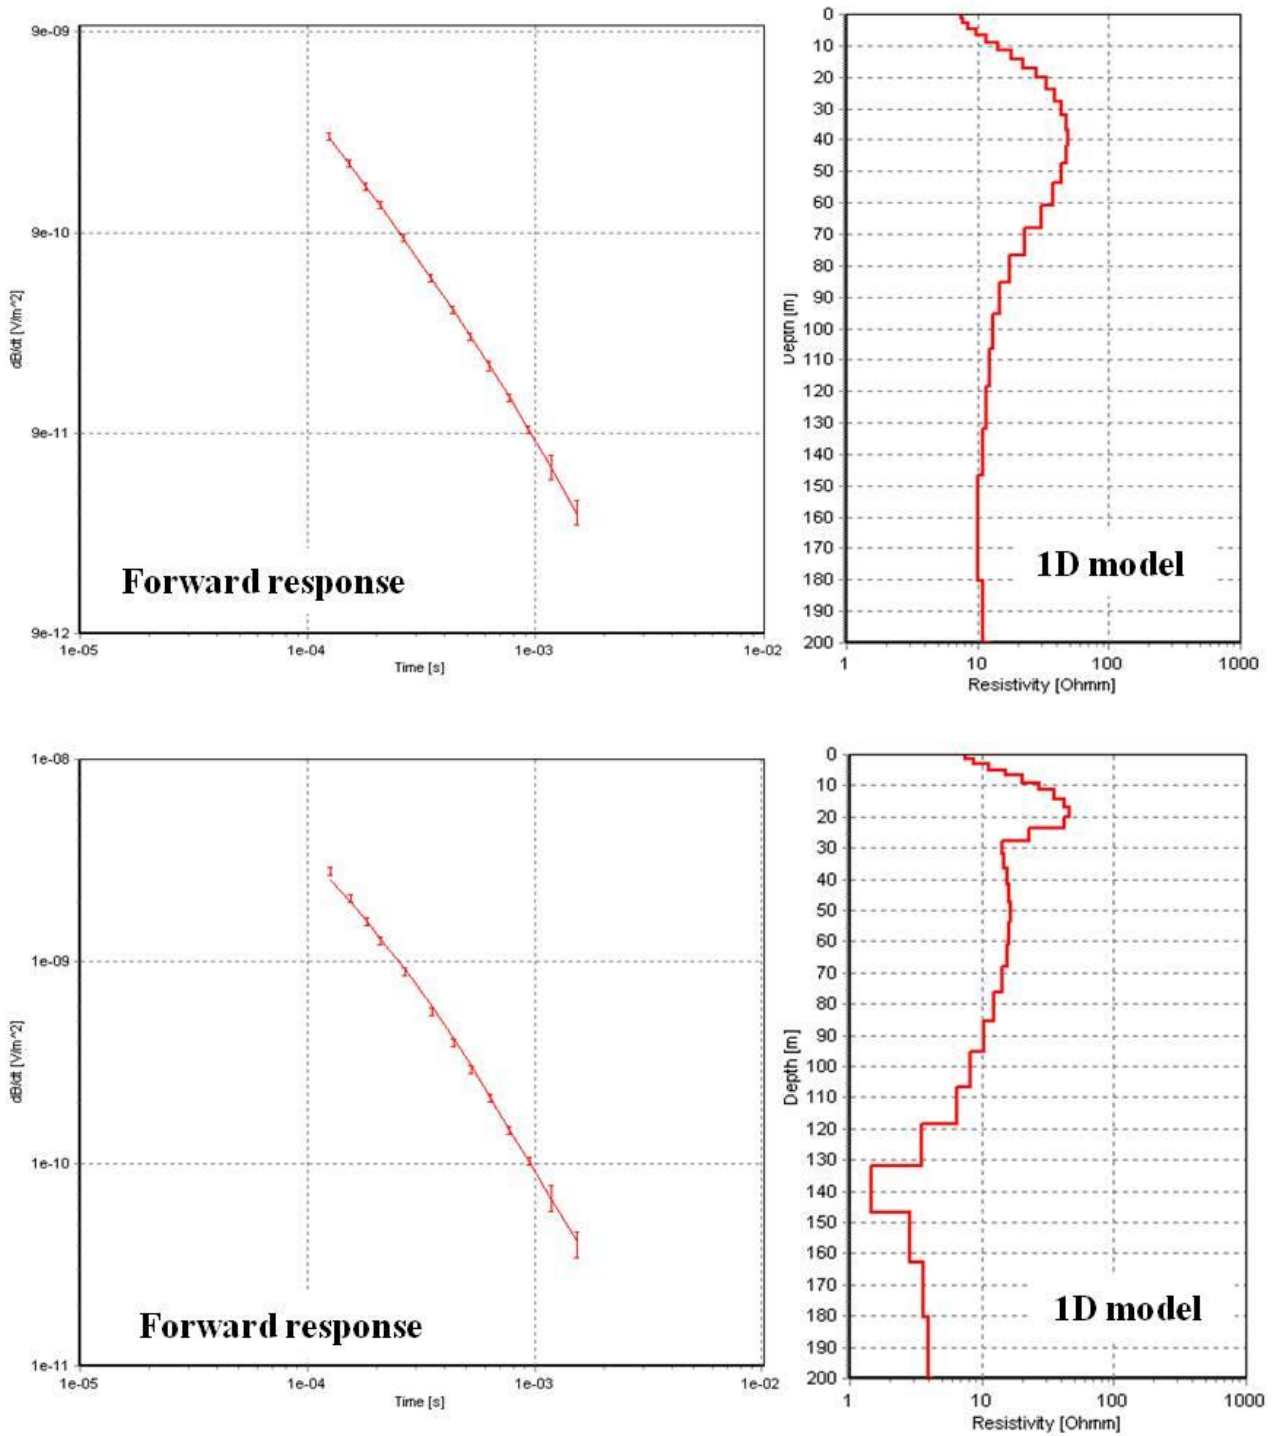 9e-09
9e-10
9e-11
9e-12
dB/dt [V/m^2]
1e-05
1e-04
1e-03
1e-02
Time [s]
Forward response
0
10
20
30
40
50
60
70
80
90
100
110
120
130
140
150
160
170
180
190
200
Depth [m]
1
10
100
1000
Resistivity [Ohmm]
1D model
1e-08
1e-09
1e-10
1e-11
dB/dt [V/m^2]
1e-05
1e-04
1e-03
1e-02
Time [s]
Forward response
0
10
20
30
40
50
60
70
80
90
100
110
120
130
140
150
160
170
180
190
200
Depth [m]
1
10
100
1000
Resistivity [Ohmm]
1D model